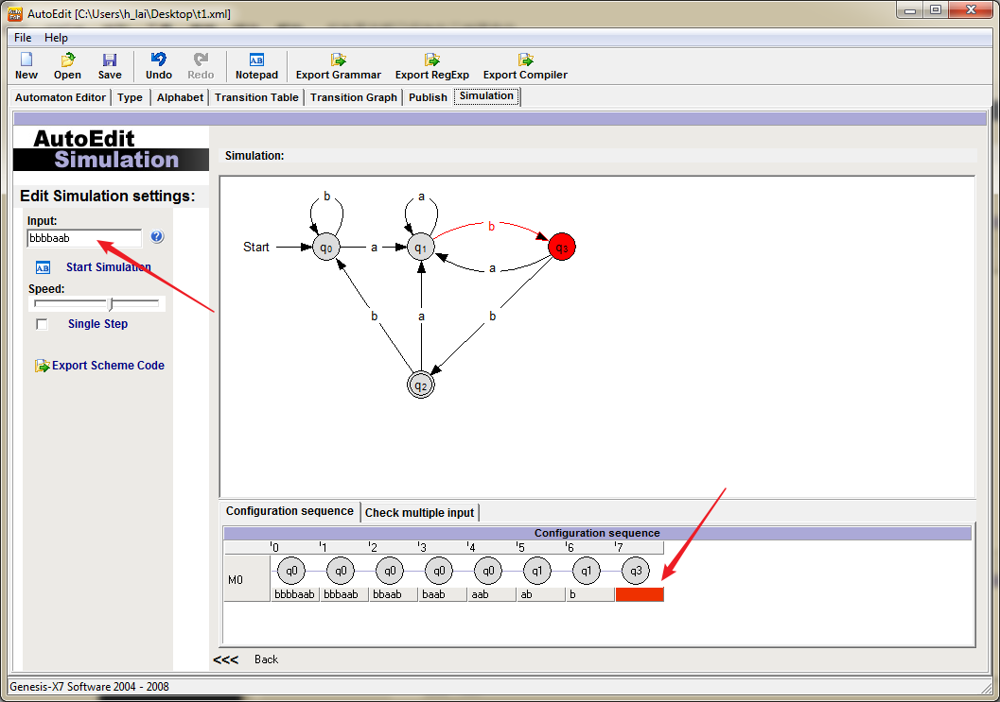 AutoEdit [C:\Users\h_lai\Desktop\t1.xml]
File Help
New Open Save Undo Redo Notepad Export Grammar Export RegExp Export Compiler
Automaton Editor Type Alphabet Transition Table Transition Graph Publish Simulation
AutoEdit
Simulation
Simulation:
Edit Simulation settings:
Input:
bbbbaab
AB Start Simulation
Speed:
Single Step
Export Scheme Code
b a
b
Start q0 a q1 q3
a
b a b
q2
Configuration sequence Check multiple input
Configuration sequence
0 1 2 3 4 5 6 7
M0 q0 q0 q0 q0 q0 q1 q1 q3
bbbbaab bbbaab bbaab baab aab ab b
<<< Back
Genesis-X7 Software 2004 - 2008